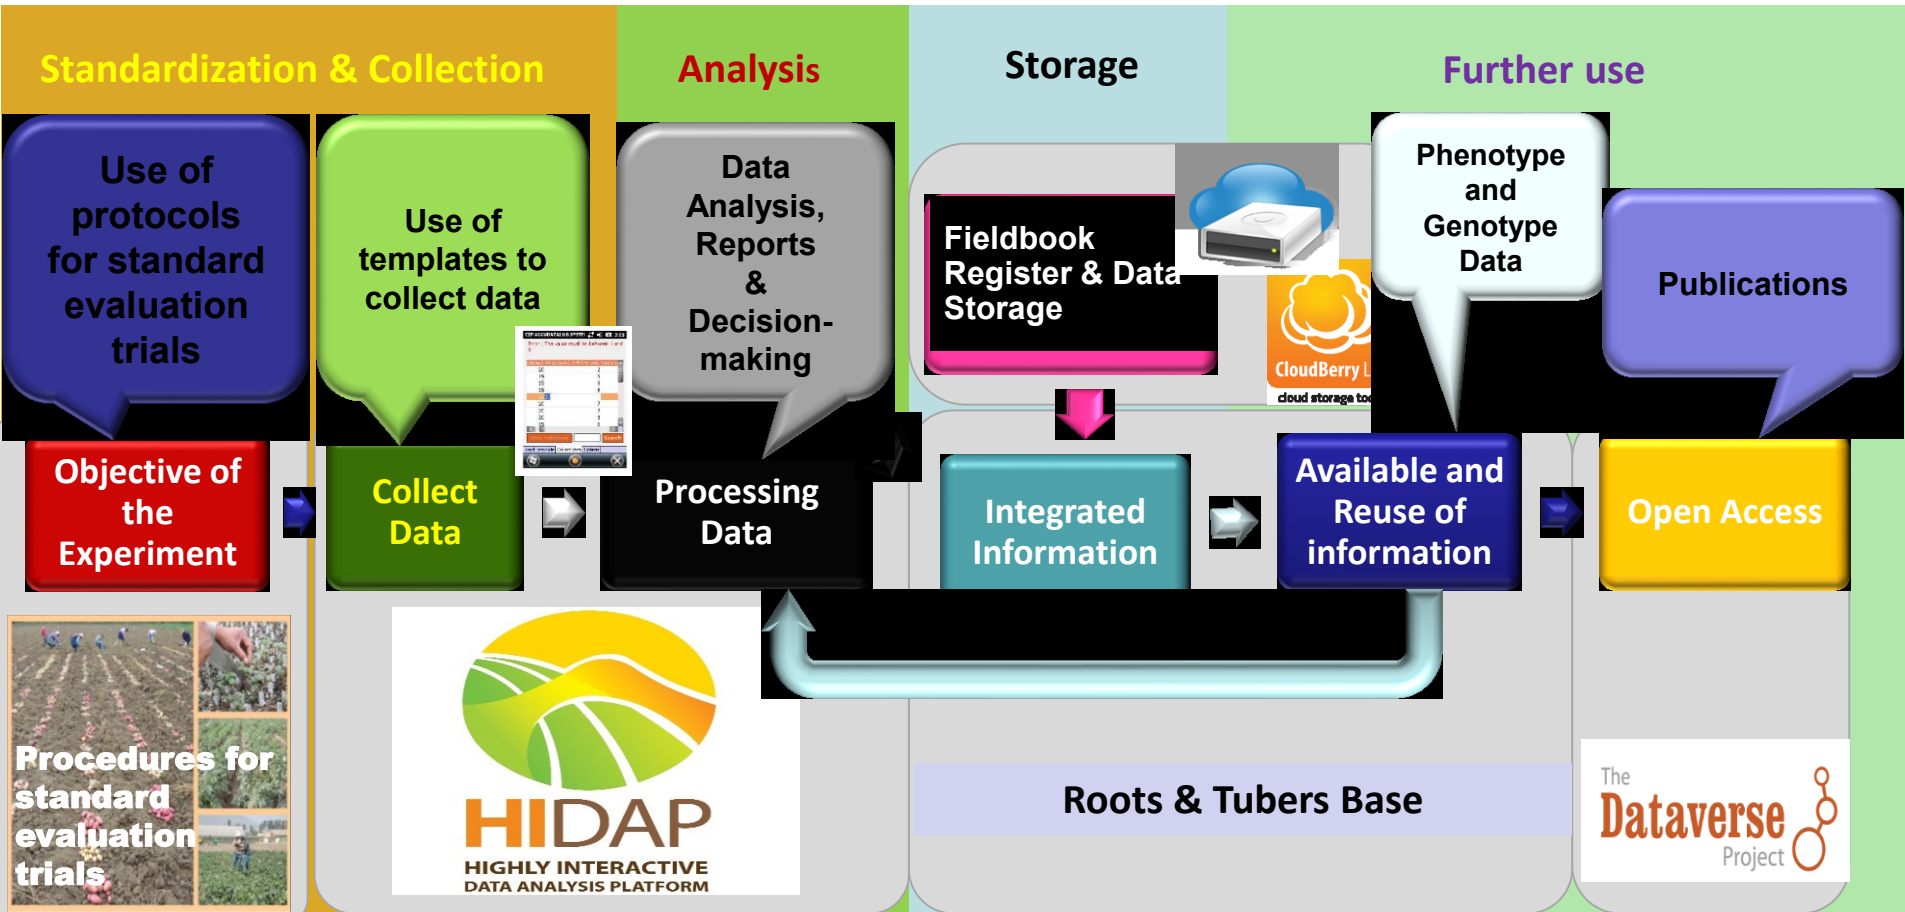 Standardization & Collection
Analysis
Storage
Further use
Use of
protocols
for standard
evaluation
trials
Use of
templates to
collect data
Data
Analysis,
Reports
&
Decision-
making
Fieldbook
Register & Data
Storage
CloudBerry L
cloud storage too
Phenotype
and
Genotype
Data
Publications
Objective of
the
Experiment
Collect
Data
Processing
Data
Integrated
Information
Available and
Reuse of
information
Open Access
Search
Procedures for
standard
evaluation
trials
HIDAP
HIGHLY INTERACTIVE
DATA ANALYSIS PLATFORM
Roots & Tubers Base
The
Dataverse
Project